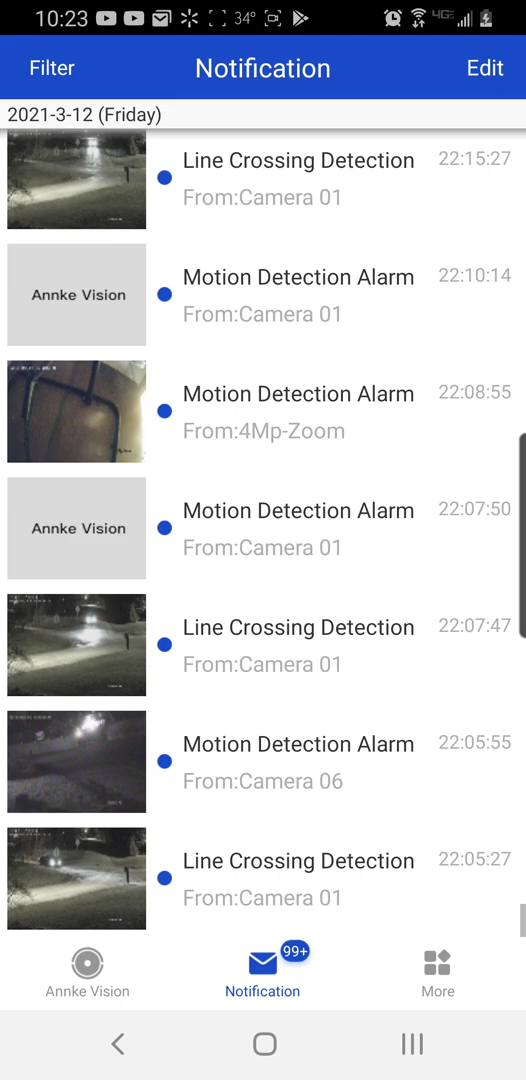 10:23 34° 4GE
Filter Notification Edit
2021-3-12 (Friday)
Line Crossing Detection 22:15:27
From:Camera 01
Annke Vision
Motion Detection Alarm 22:10:14
From:Camera 01
Motion Detection Alarm 22:08:55
From:4Mp-Zoom
Annke Vision
Motion Detection Alarm 22:07:50
From:Camera 01
Line Crossing Detection 22:07:47
From:Camera 01
Motion Detection Alarm 22:05:55
From:Camera 06
Line Crossing Detection 22:05:27
From:Camera 01
99+
Annke Vision Notification More